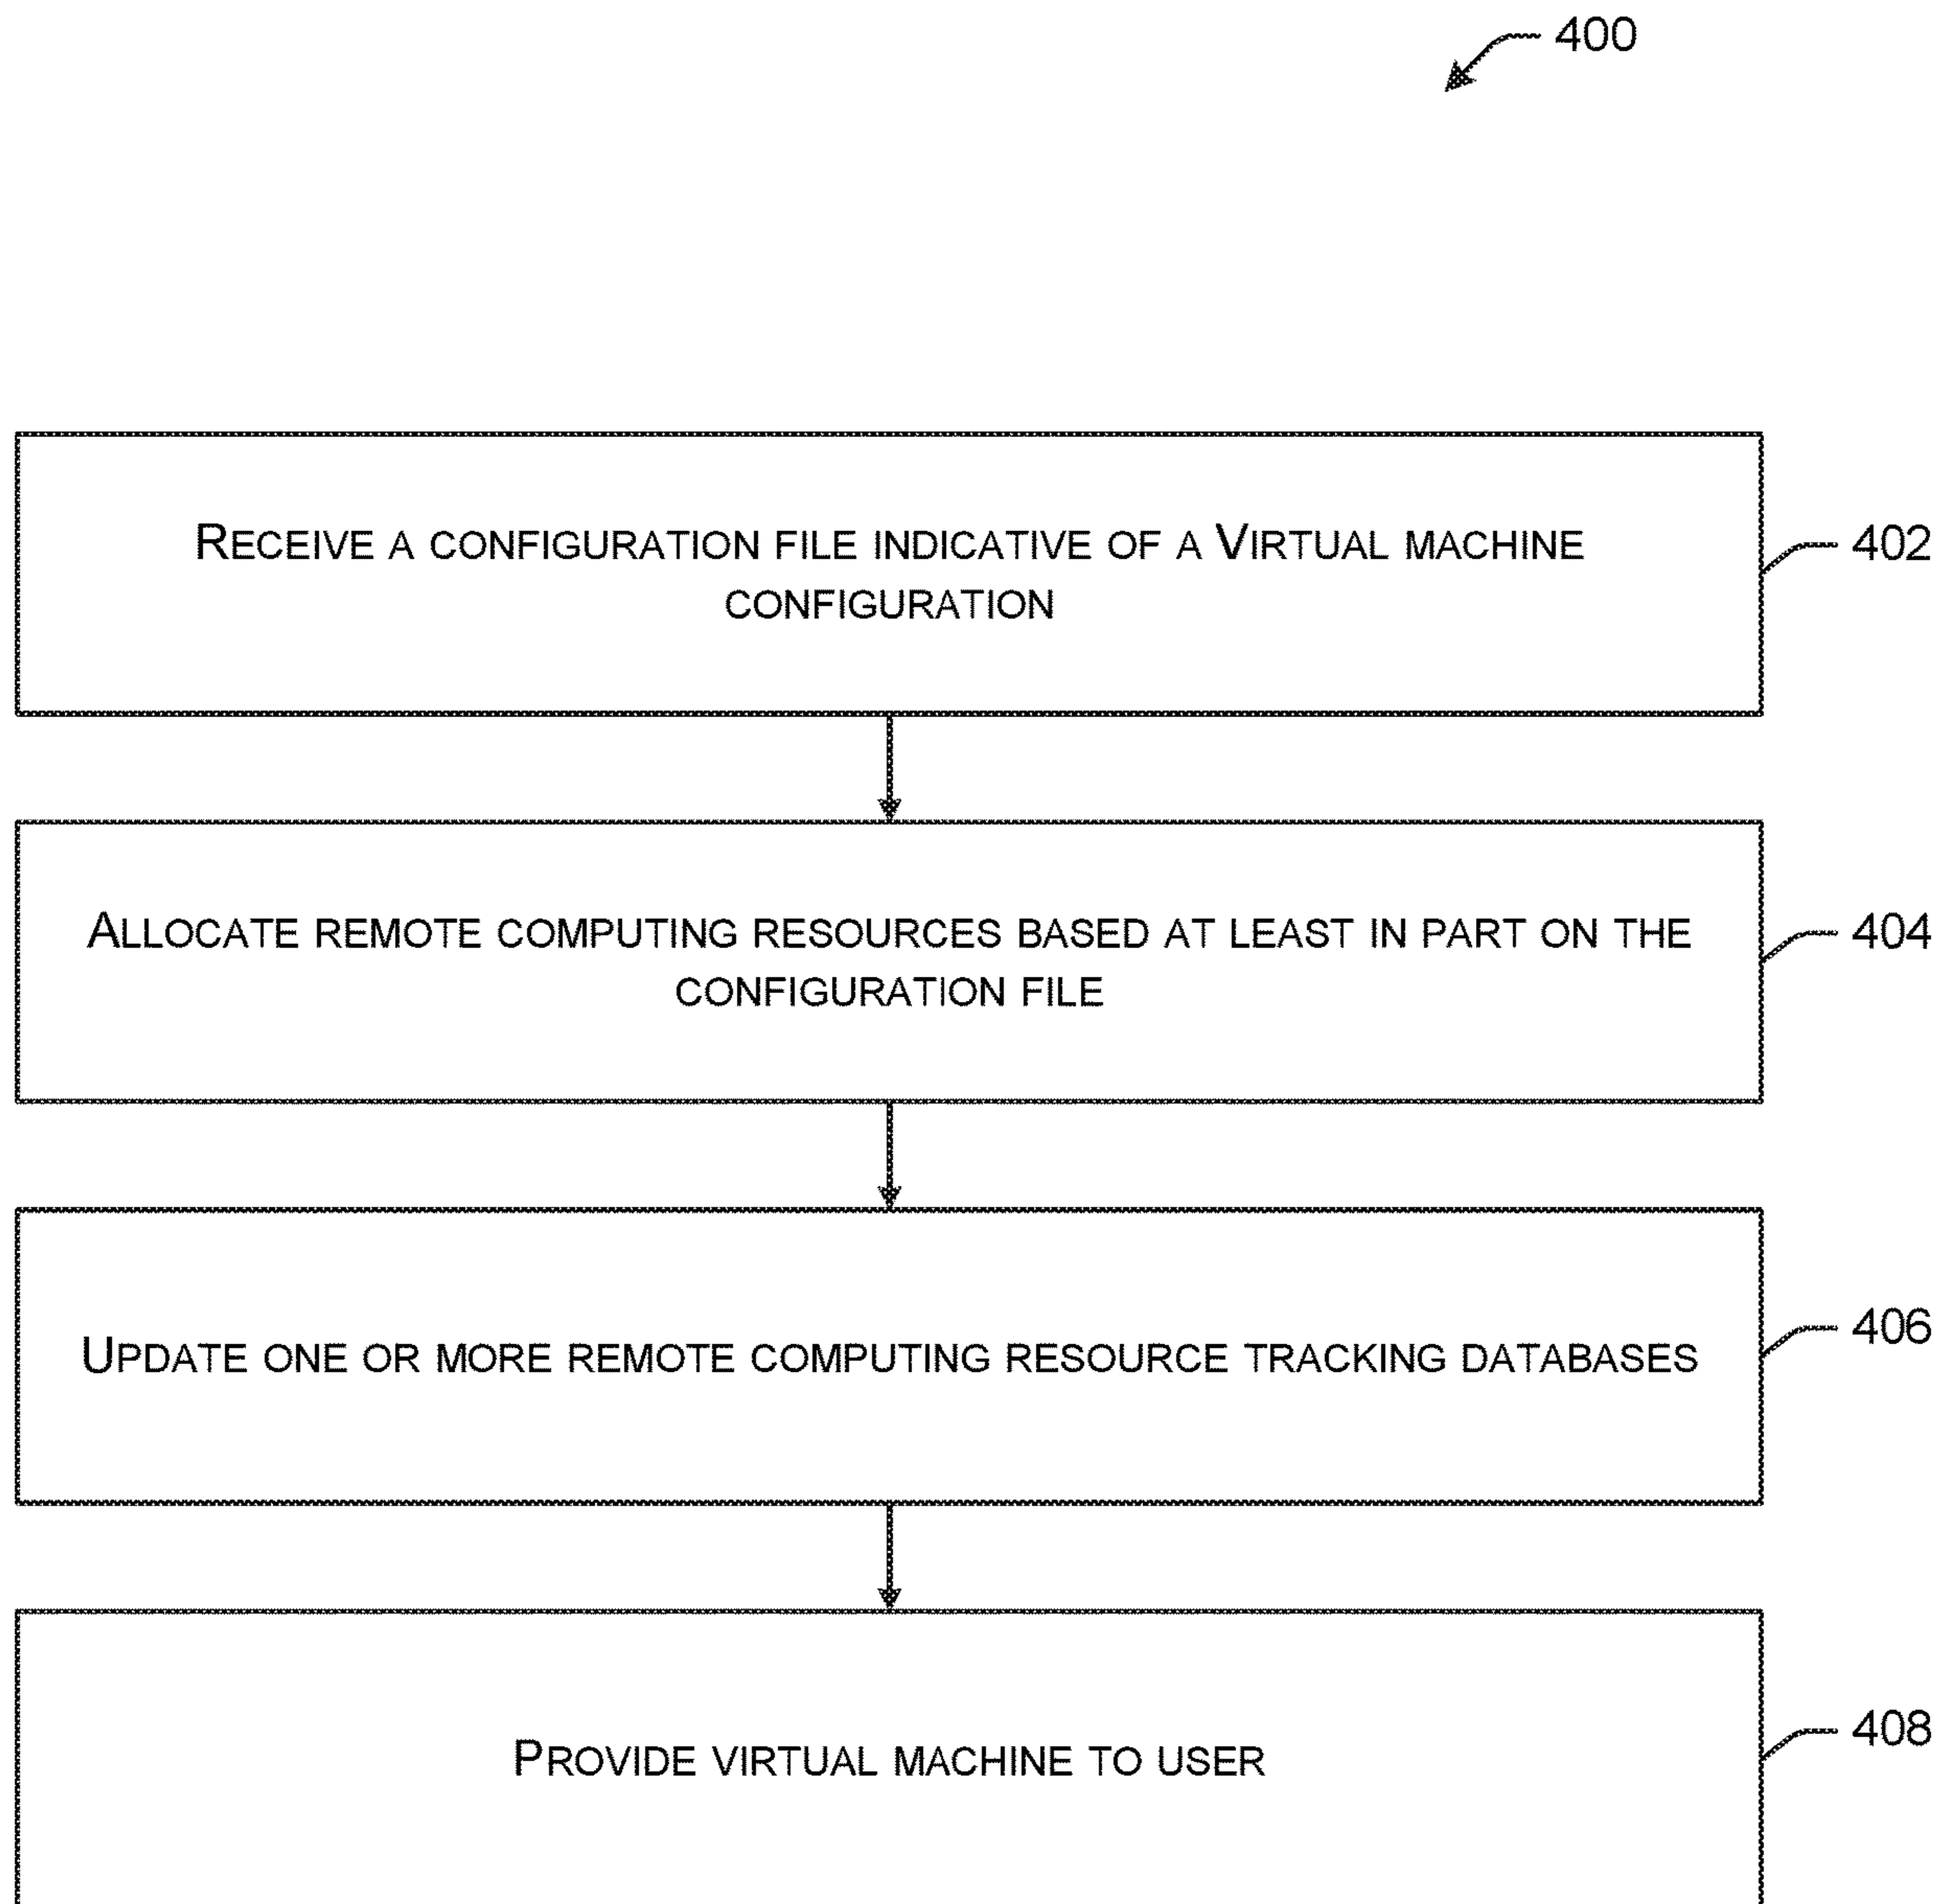 400
RECEIVE A CONFIGURATION FILE INDICATIVE OF A VIRTUAL MACHINE
CONFIGURATION
402
ALLOCATE REMOTE COMPUTING RESOURCES BASED AT LEAST IN PART ON THE
CONFIGURATION FILE
404
UPDATE ONE OR MORE REMOTE COMPUTING RESOURCE TRACKING DATABASES
406
PROVIDE VIRTUAL MACHINE TO USER
408